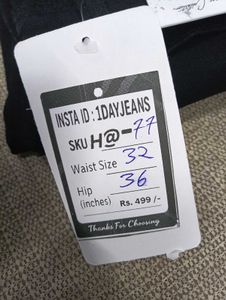 INSTA ID : 1DAYJEANS
SKU H@-77
Waist Size 32
Hip 36
(inches) Rs. 499 /-
Thanks For Choosing